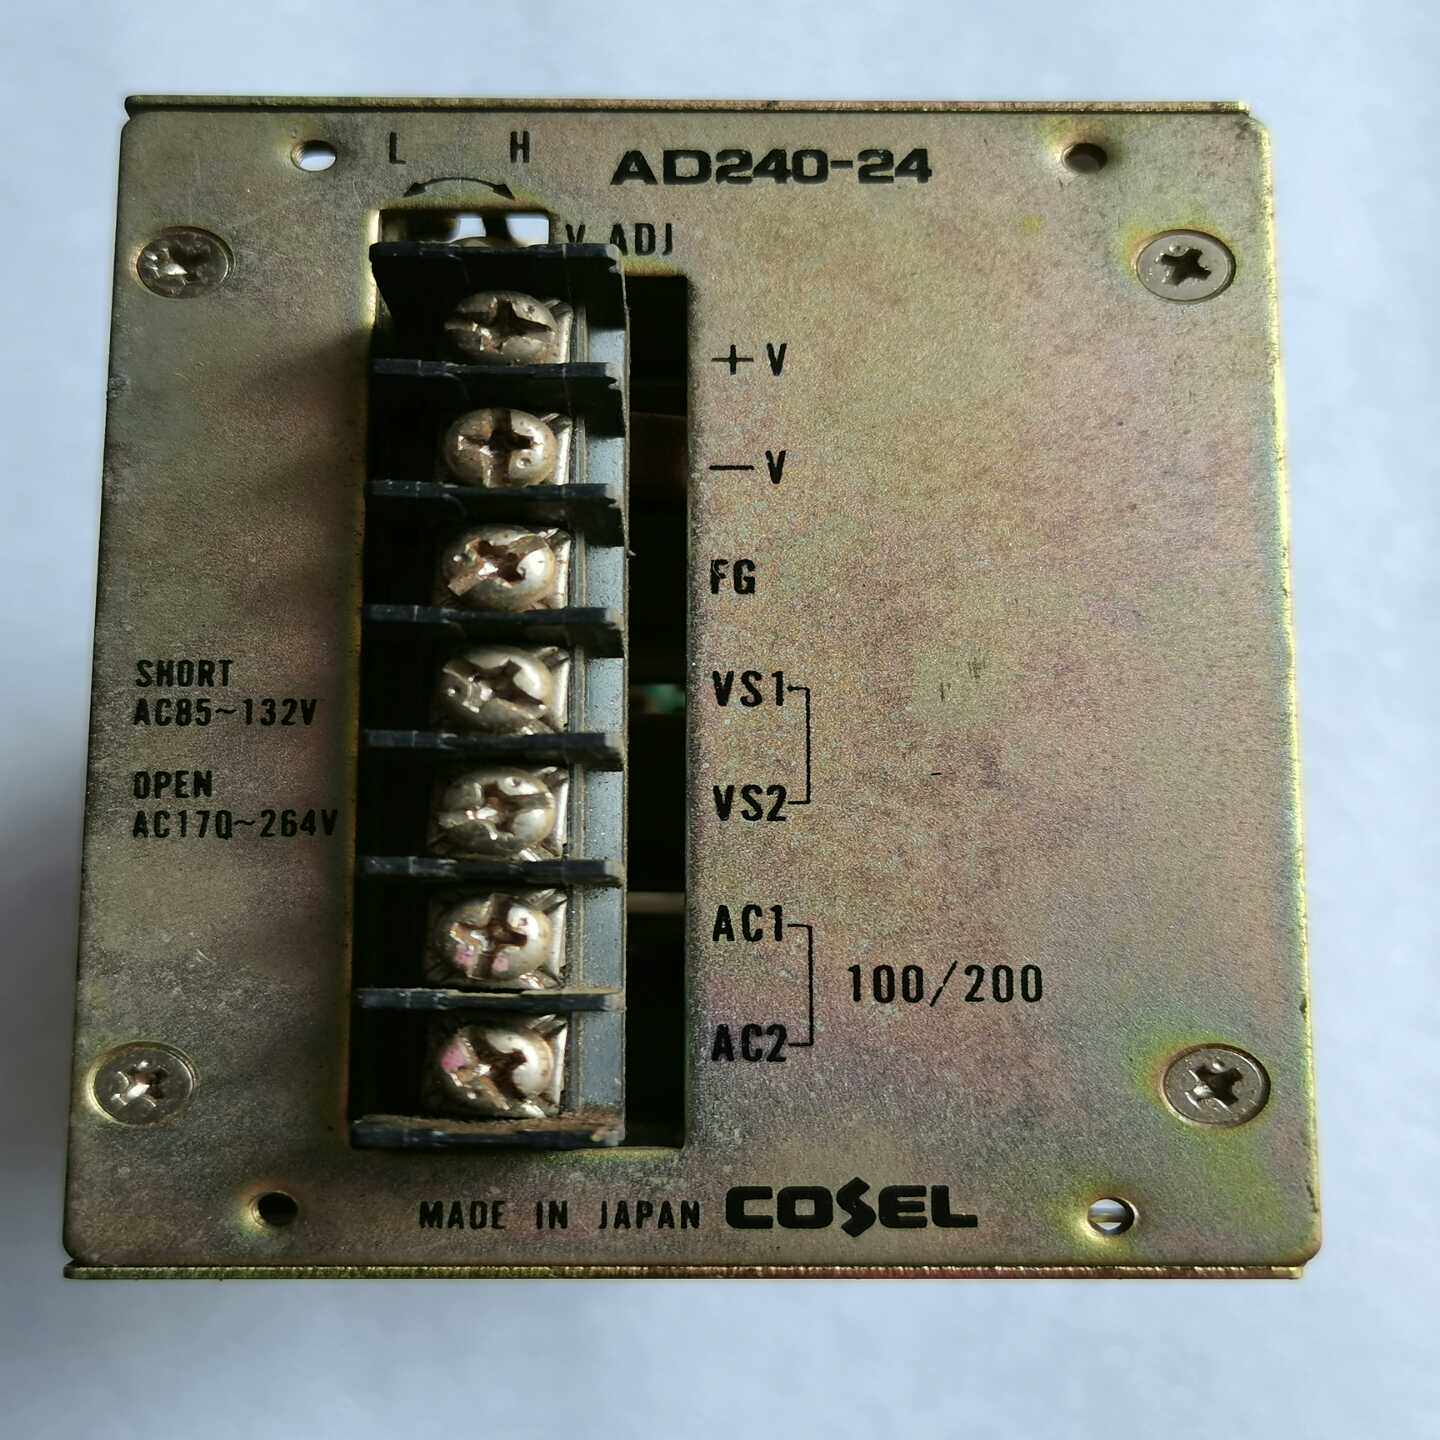 L H
AD240-24
V.ADJ
+V
−V
FG
SHORT
AC85~132V
VS1
OPEN
AC170~264V
VS2
AC1
100/200
AC2
MADE IN JAPAN COSEL